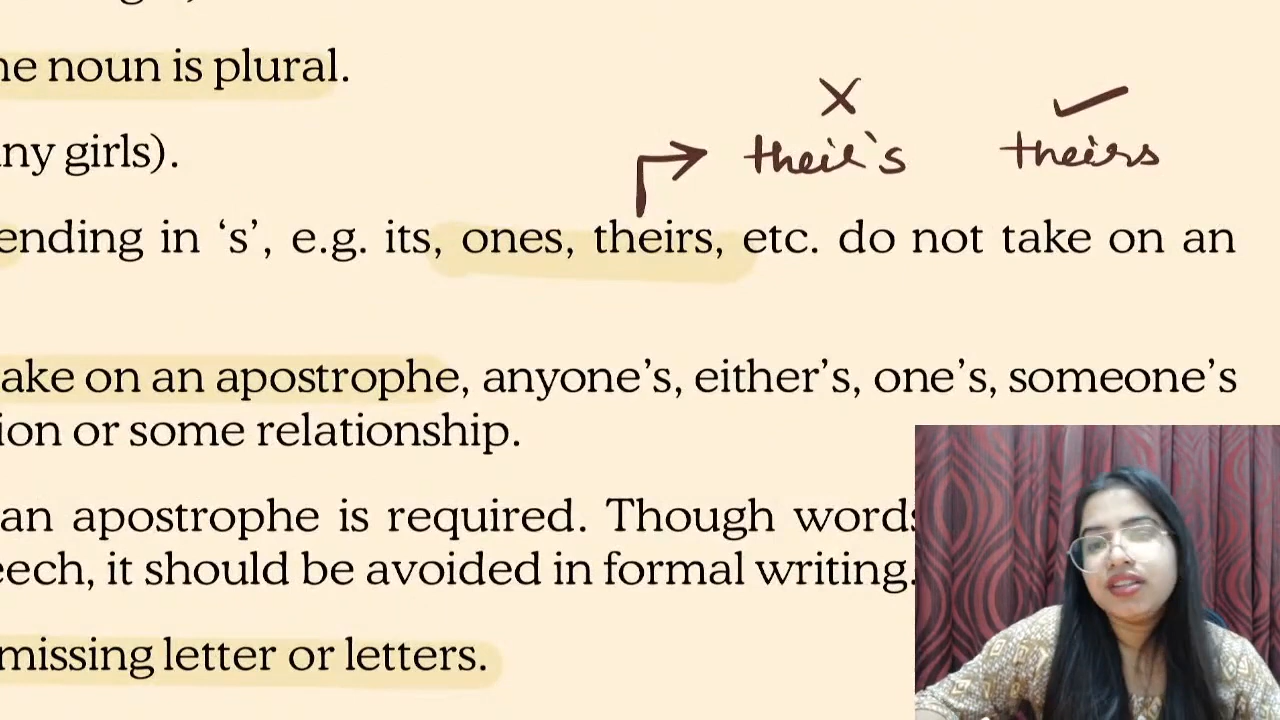 he noun is plural.
their's theirs
ny girls).
ending in ‘s’, e.g. its, ones, theirs, etc. do not take on an
ake on an apostrophe, anyone’s, either’s, one’s, someone’s
ion or some relationship.
an apostrophe is required. Though words
eech, it should be avoided in formal writing.
missing letter or letters.